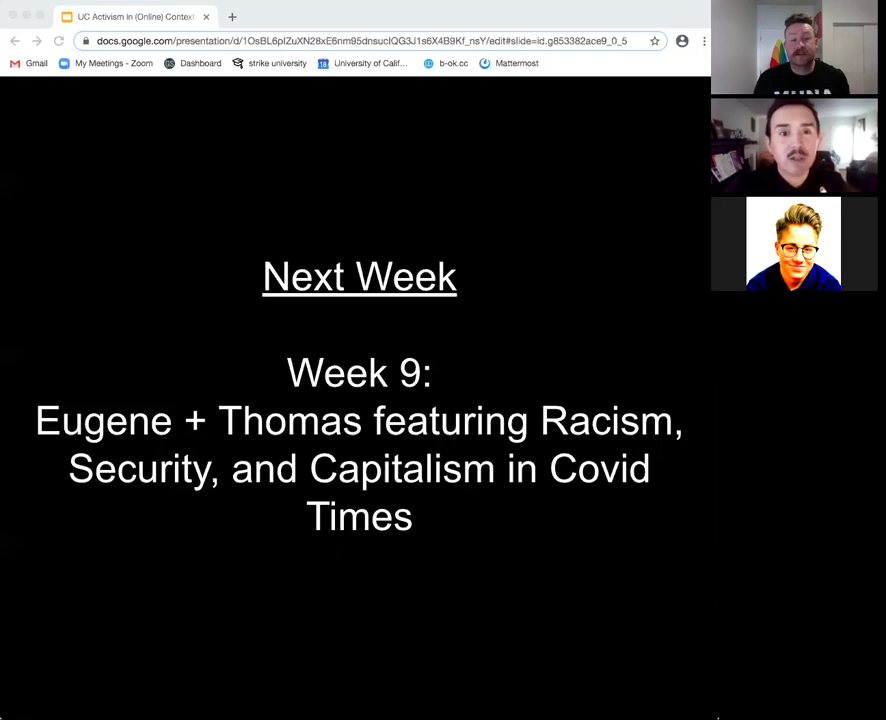 UC Activism In (Online) Context
docs.google.com/presentation/d/1OsBL6pIZuXN28xE6nm95dnsucIQG3J1s6X4B9Kf_nsY/edit#slide=id.g853382ace9_0_5
Gmail
My Meetings - Zoom
Dashboard
strike university
University of Calif...
b-ok.cc
Mattermost
MUNA
Next Week
Week 9:
Eugene + Thomas featuring Racism,
Security, and Capitalism in Covid
Times